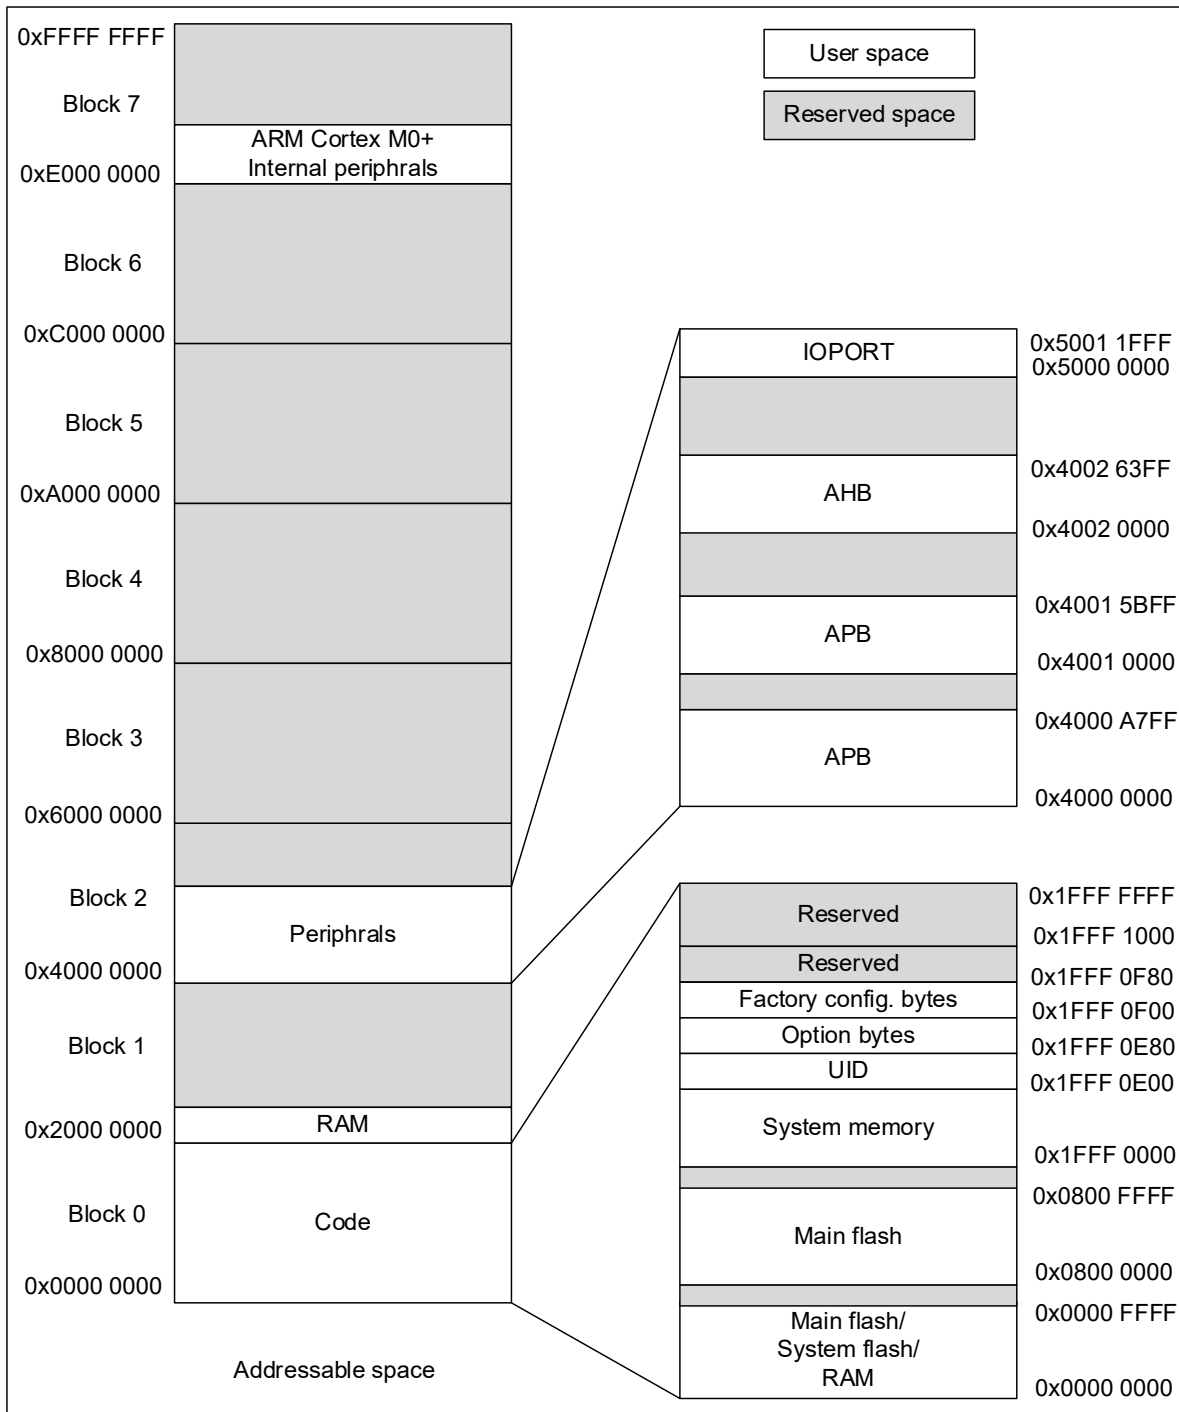 0xFFFF FFFF
Block 7
ARM Cortex M0+
Internal periphrals
0xE000 0000
Block 6
0xC000 0000
Block 5
0xA000 0000
Block 4
0x8000 0000
Block 3
0x6000 0000
Block 2
Periphrals
0x4000 0000
Block 1
RAM
0x2000 0000
Block 0
Code
0x0000 0000
Addressable space
User space
Reserved space
IOPORT
0x5001 1FFF
0x5000 0000
0x4002 63FF
AHB
0x4002 0000
0x4001 5BFF
APB
0x4001 0000
0x4000 A7FF
APB
0x4000 0000
0x1FFF FFFF
Reserved
0x1FFF 1000
Reserved
0x1FFF 0F80
Factory config. bytes
0x1FFF 0F00
Option bytes
0x1FFF 0E80
UID
0x1FFF 0E00
System memory
0x1FFF 0000
0x0800 FFFF
Main flash
0x0800 0000
0x0000 FFFF
Main flash/
System flash/
RAM
0x0000 0000